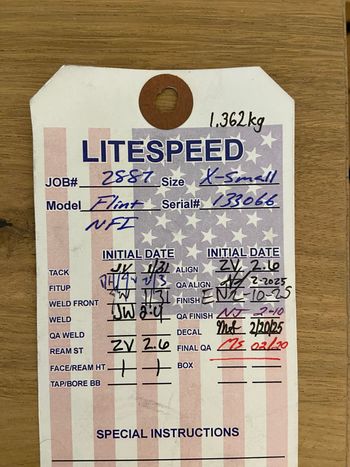 1.362kg
LITESPEED
JOB# 2887 Size X-Small
Model Flint Serial# 133066
NFI
INITIAL DATE INITIAL DATE
TACK JV 1/31 ALIGN ZV 2.6
FITUP QA ALIGN 2-2025
WELD FRONT 1/31 FINISH 2-10-25
WELD JW 2.4 QA FINISH NJ 2-10
QA WELD DECAL 2/20/25
REAM ST ZV 2.6 FINAL QA MS 02/20
FACE/REAM HT BOX
TAP/BORE BB
SPECIAL INSTRUCTIONS